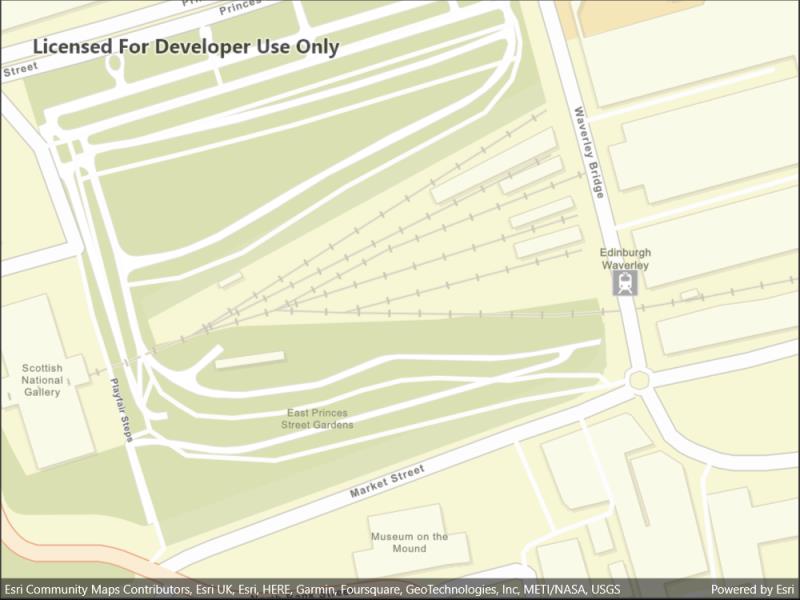 Princes
Licensed For Developer Use Only
Street
Waverley Bridge
Edinburgh
Waverley
Scottish
National
Gallery
Playfair Steps
East Princes
Street Gardens
Market Street
Museum on the
Mound
Esri Community Maps Contributors, Esri UK, Esri, HERE, Garmin, Foursquare, GeoTechnologies, Inc, METI/NASA, USGS
Powered by Esri